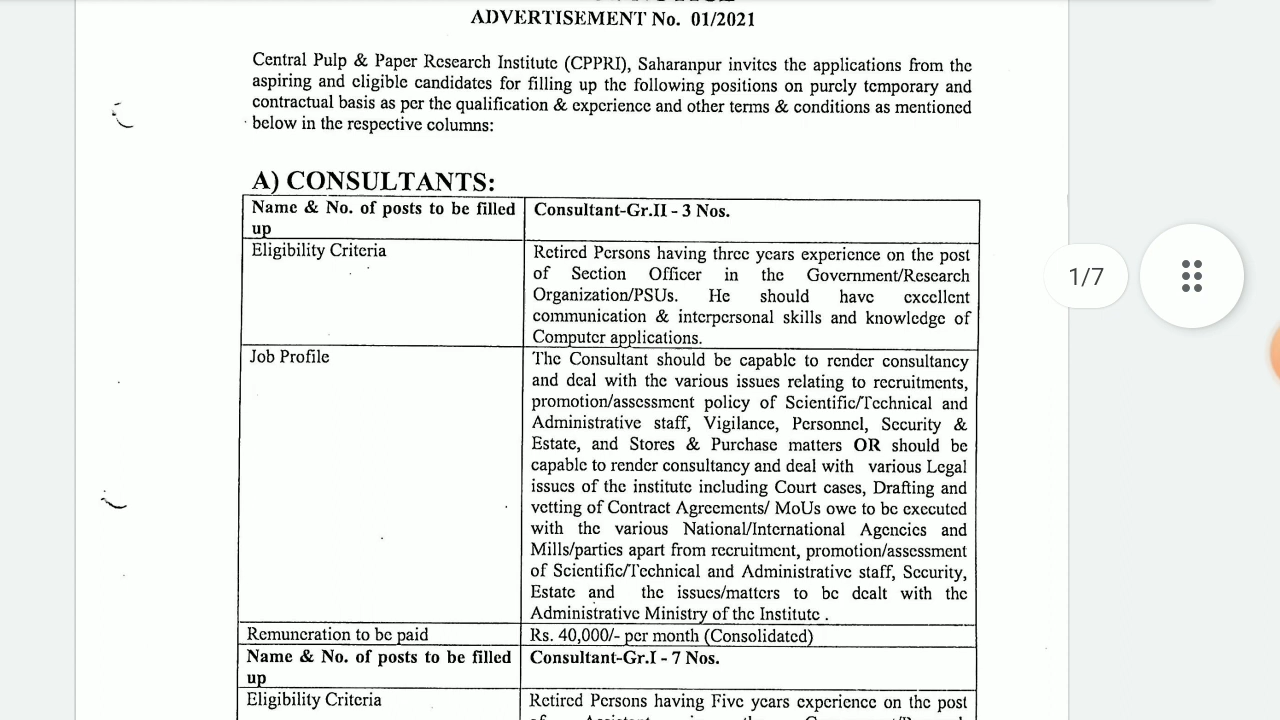 ADVERTISEMENT No. 01/2021
Central Pulp & Paper Research Institute (CPPRI), Saharanpur invites the applications from the
aspiring and eligible candidates for filling up the following positions on purely temporary and
contractual basis as per the qualification & experience and other terms & conditions as mentioned
below in the respective columns:
A) CONSULTANTS:
Name & No. of posts to be filled
up
Consultant-Gr.II - 3 Nos.
Eligibility Criteria
Retired Persons having three years experience on the post
of Section Officer in the Government/Research
Organization/PSUs. He should have excellent
communication & interpersonal skills and knowledge of
Computer applications.
Job Profile
The Consultant should be capable to render consultancy
and deal with the various issues relating to recruitments,
promotion/assessment policy of Scientific/Technical and
Administrative staff, Vigilance, Personnel, Security &
Estate, and Stores & Purchase matters OR should be
capable to render consultancy and deal with various Legal
issues of the institute including Court cases, Drafting and
vetting of Contract Agreements/ MoUs owe to be executed
with the various National/International Agencies and
Mills/parties apart from recruitment, promotion/assessment
of Scientific/Technical and Administrative staff, Security,
Estate and the issues/matters to be dealt with the
Administrative Ministry of the Institute .
Remuneration to be paid
Rs. 40,000/- per month (Consolidated)
Name & No. of posts to be filled
up
Consultant-Gr.I - 7 Nos.
Eligibility Criteria
Retired Persons having Five years experience on the post
1/7